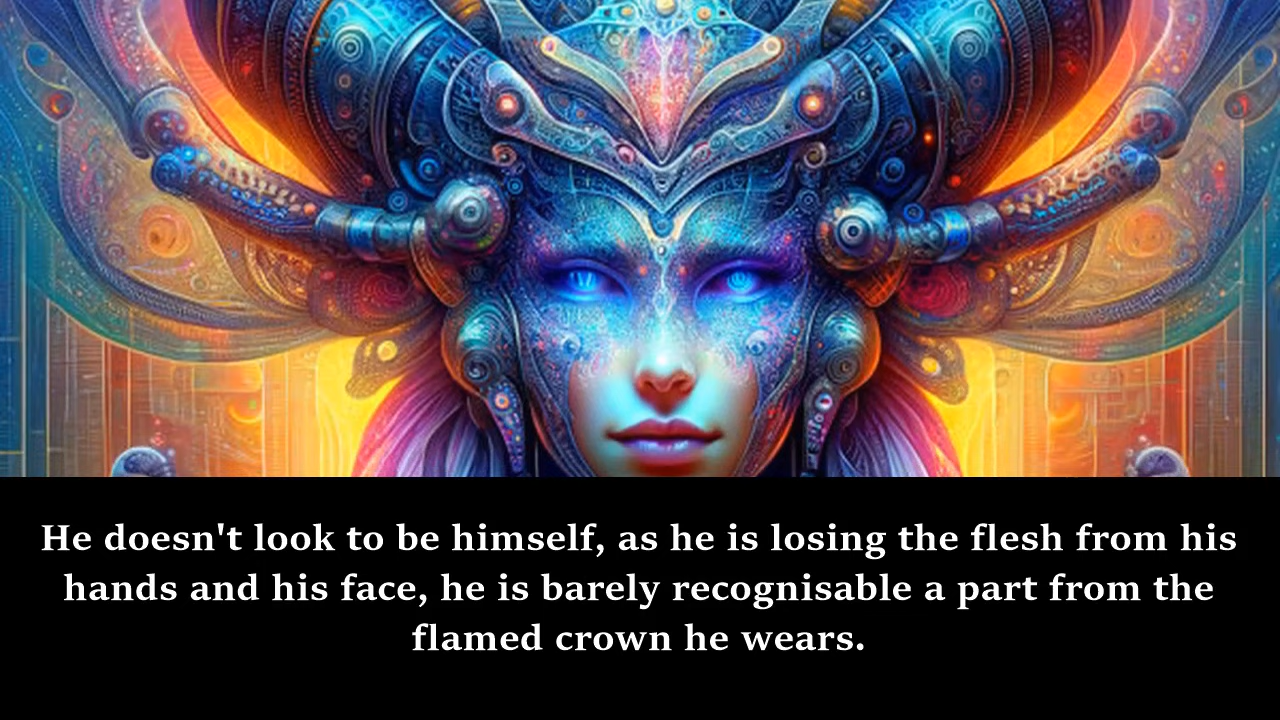 He doesn't look to be himself, as he is losing the flesh from his
hands and his face, he is barely recognisable a part from the
flamed crown he wears.